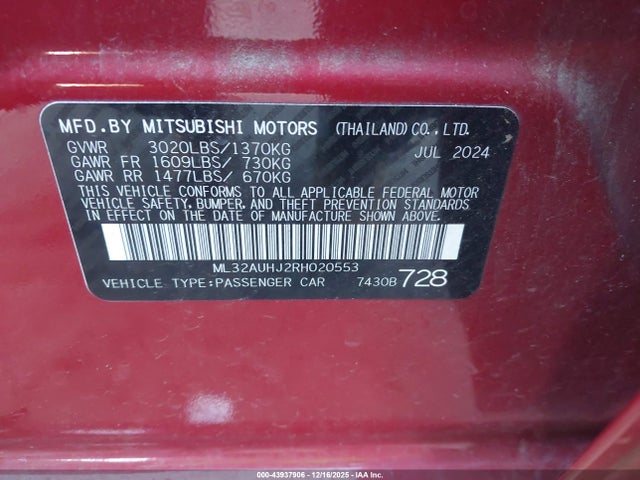 MFD.BY MITSUBISHI MOTORS (THAILAND)CO.,LTD.
GVWR 3020LBS/1370KG JUL 2024
GAWR FR 1609LBS/ 730KG
GAWR RR 1477LBS/ 670KG
THIS VEHICLE CONFORMS TO ALL APPLICABLE FEDERAL MOTOR
VEHICLE SAFETY, BUMPER, AND THEFT PREVENTION STANDARDS
IN EFFECT ON THE DATE OF MANUFACTURE SHOWN ABOVE.
ML32AUHJ2RH020553
VEHICLE TYPE:PASSENGER CAR 7430B 728
000-43937906 - 12/16/2025 - IAA Inc.